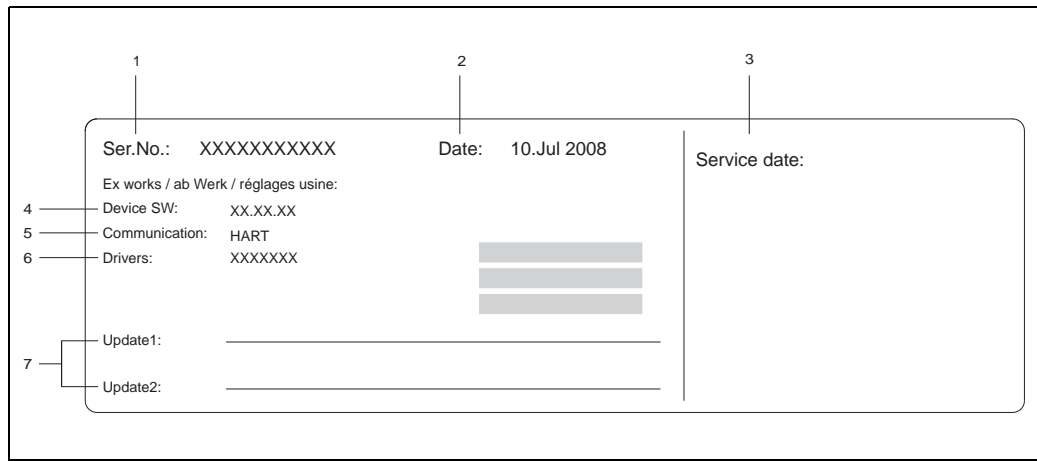 1 2 3
Ser.No.: XXXXXXXXXXX Date: 10.Jul 2008
Service date:
Ex works / ab Werk / réglages usine:
4 Device SW: XX.XX.XX
5 Communication: HART
6 Drivers: XXXXXXX
Update1:
7
Update2: